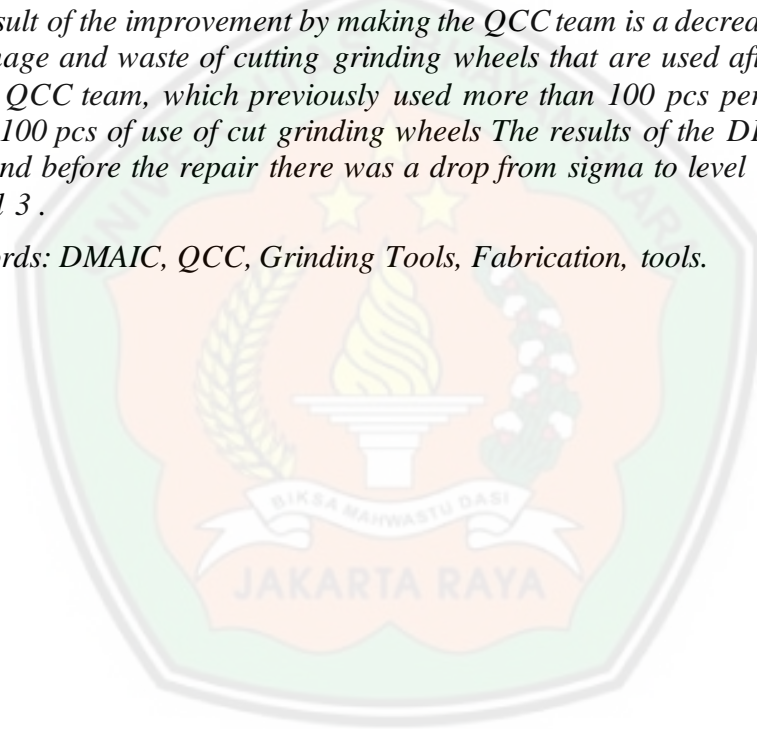 sult of the improvement by making the QCC team is a decrea
nage and waste of cutting grinding wheels that are used af
QCC team, which previously used more than 100 pcs per
100 pcs of use of cut grinding wheels The results of the D
nd before the repair there was a drop from sigma to level
l 3 .
rds: DMAIC, QCC, Grinding Tools, Fabrication, tools.
BIKSA MAHWASTU DASI
JAKARTA RAYA